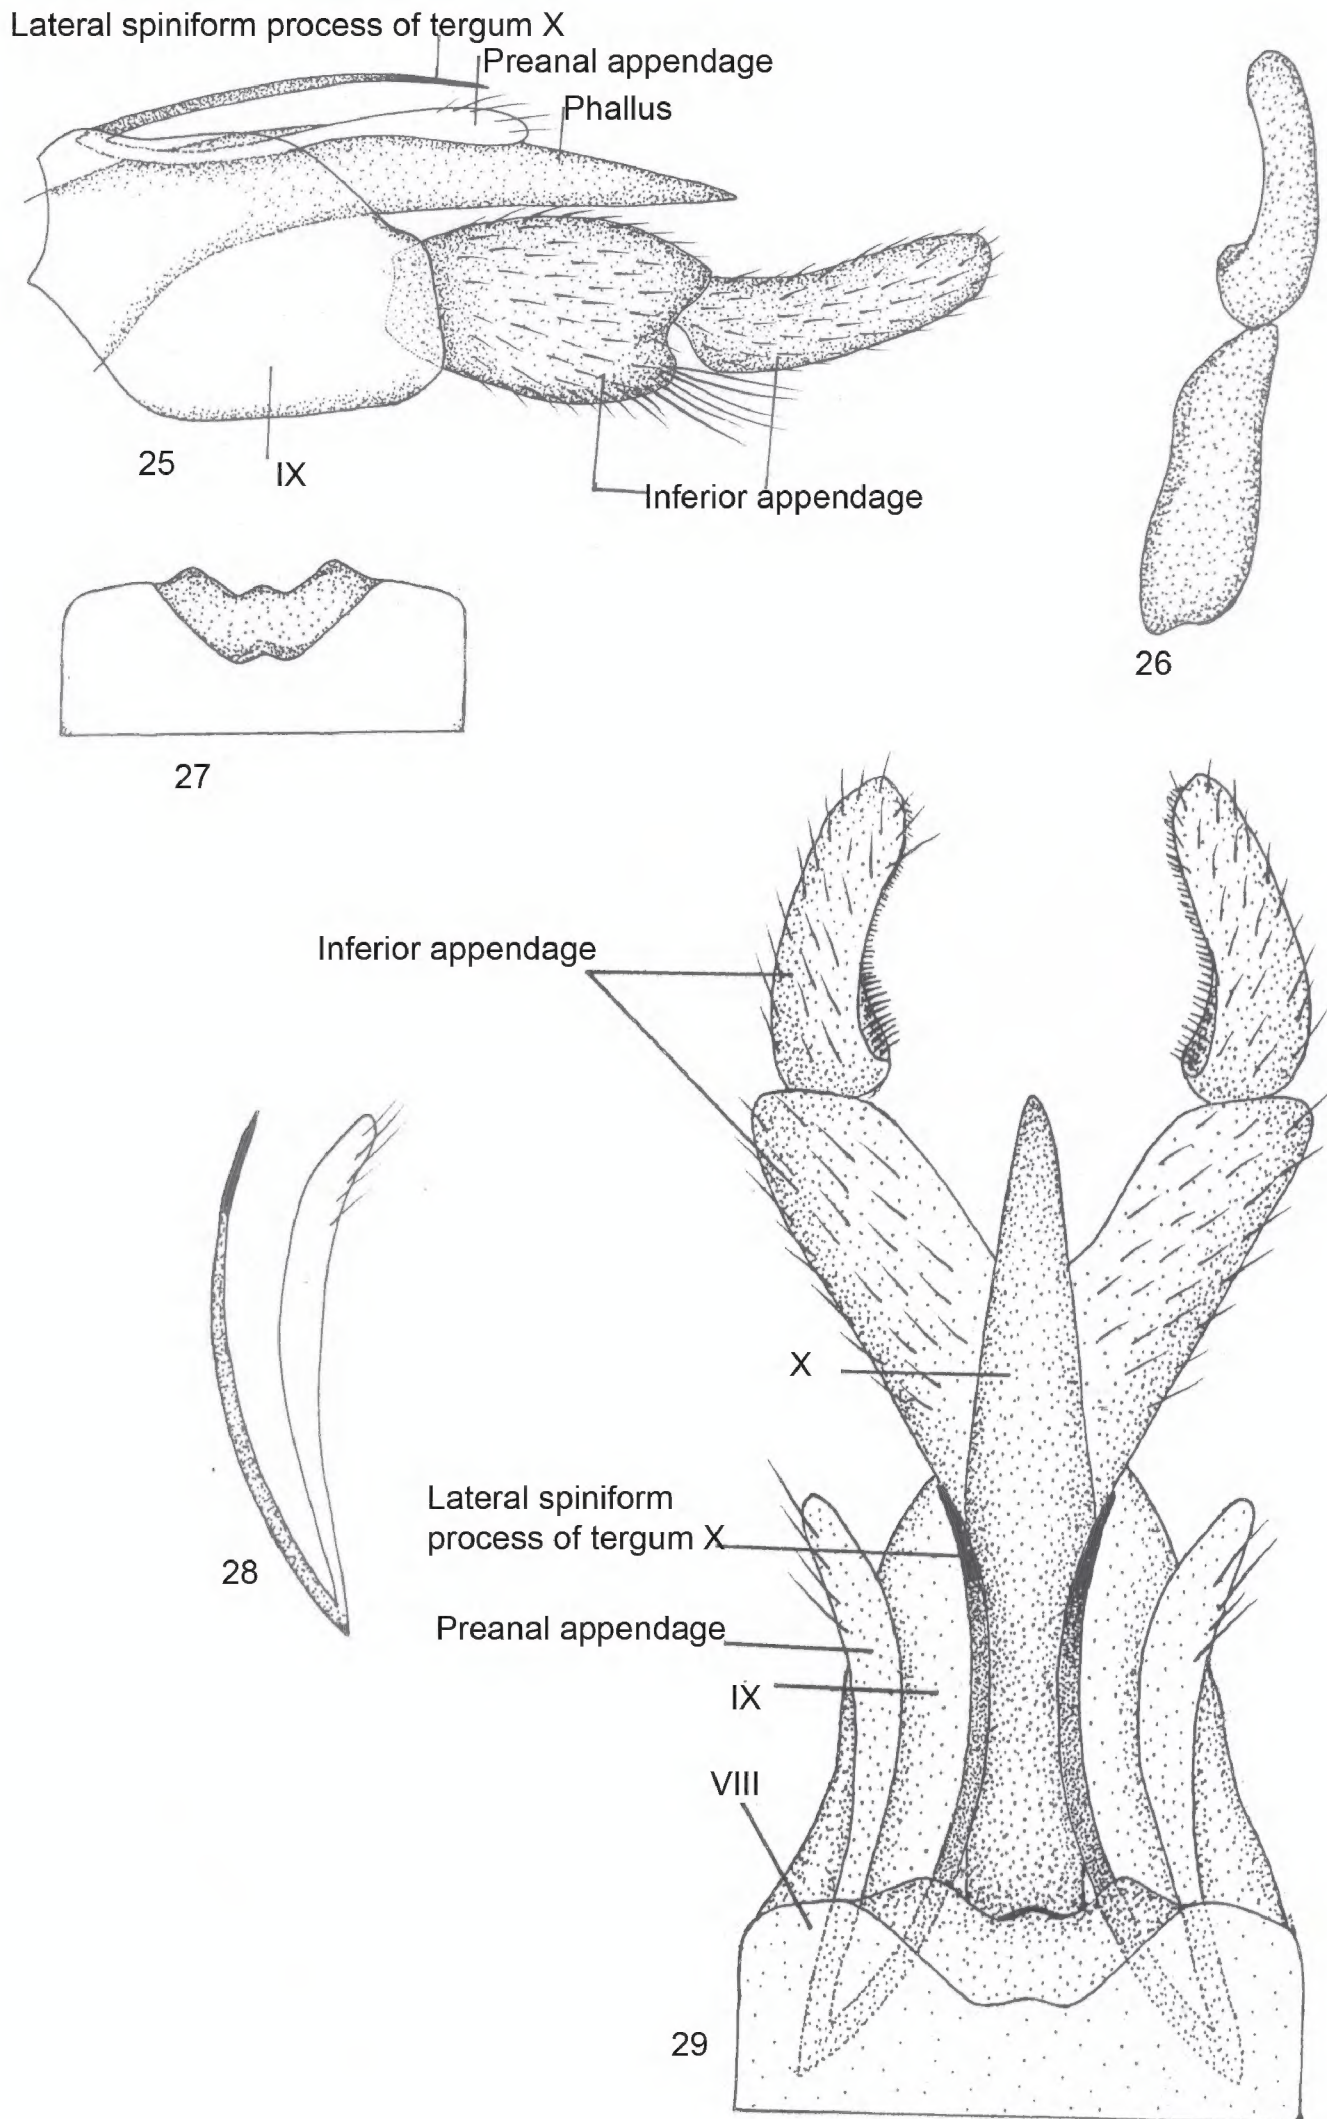 Lateral spiniform process of tergum X
Preanal appendage
Phallus
25
IX
Inferior appendage
26
27
Inferior appendage
28
X
Lateral spiniform
process of tergum X
Preanal appendage
IX
VIII
29